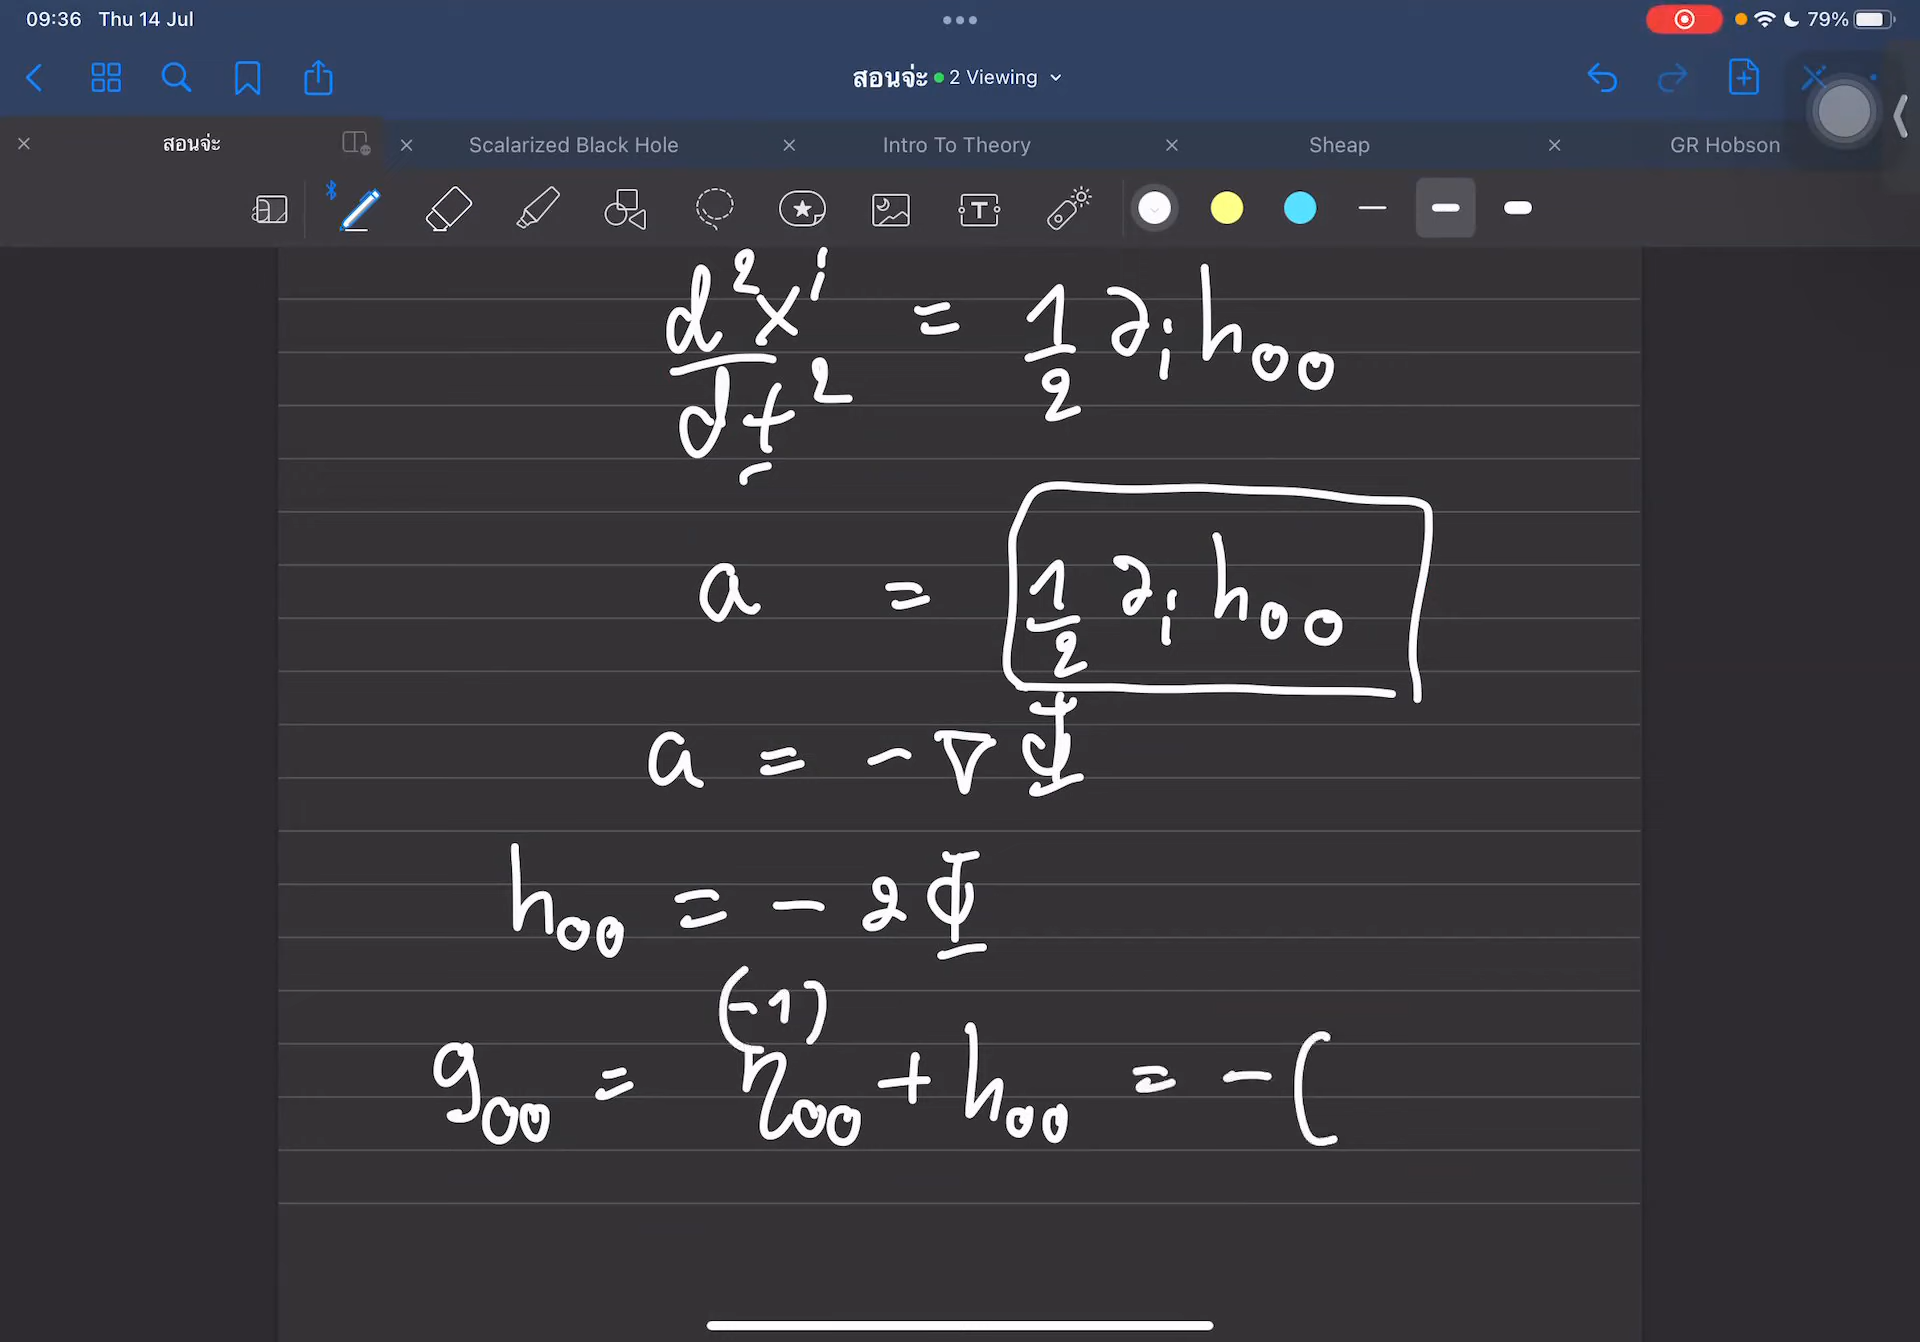 09:36 Thu 14 Jul
79%
สอนจ่ะ 2 Viewing
สอนจ่ะ Scalarized Black Hole Intro To Theory Sheap GR Hobson
T
d²xⁱ/dt² = 1/2 ∂ᵢh₀₀
a = 1/2 ∂ᵢh₀₀
a = -∇Φ
h₀₀ = -2Φ
(-1)
g₀₀ = η₀₀ + h₀₀ = -(